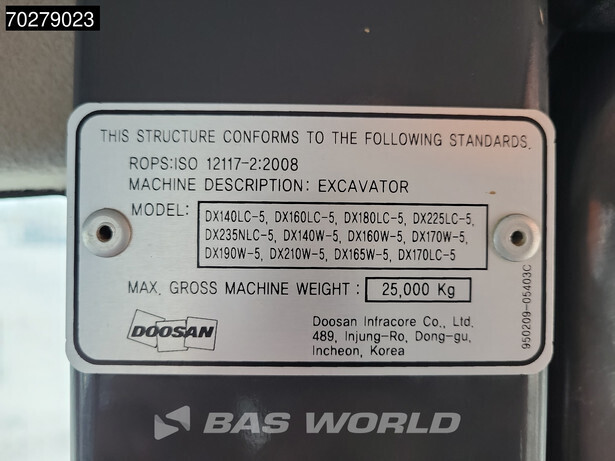 70279023
THIS STRUCTURE CONFORMS TO THE FOLLOWING STANDARDS.
ROPS:ISO 12117-2:2008
MACHINE DESCRIPTION: EXCAVATOR
MODEL: DX140LC-5, DX160LC-5, DX180LC-5, DX225LC-5,
DX235NLC-5, DX140W-5, DX160W-5, DX170W-5,
DX190W-5, DX210W-5, DX165W-5, DX170LC-5
MAX. GROSS MACHINE WEIGHT : 25,000 Kg
DOOSAN
Doosan Infracore Co., Ltd.
489, Injung-Ro, Dong-gu,
Incheon, Korea
950209-05403C
BAS WORLD